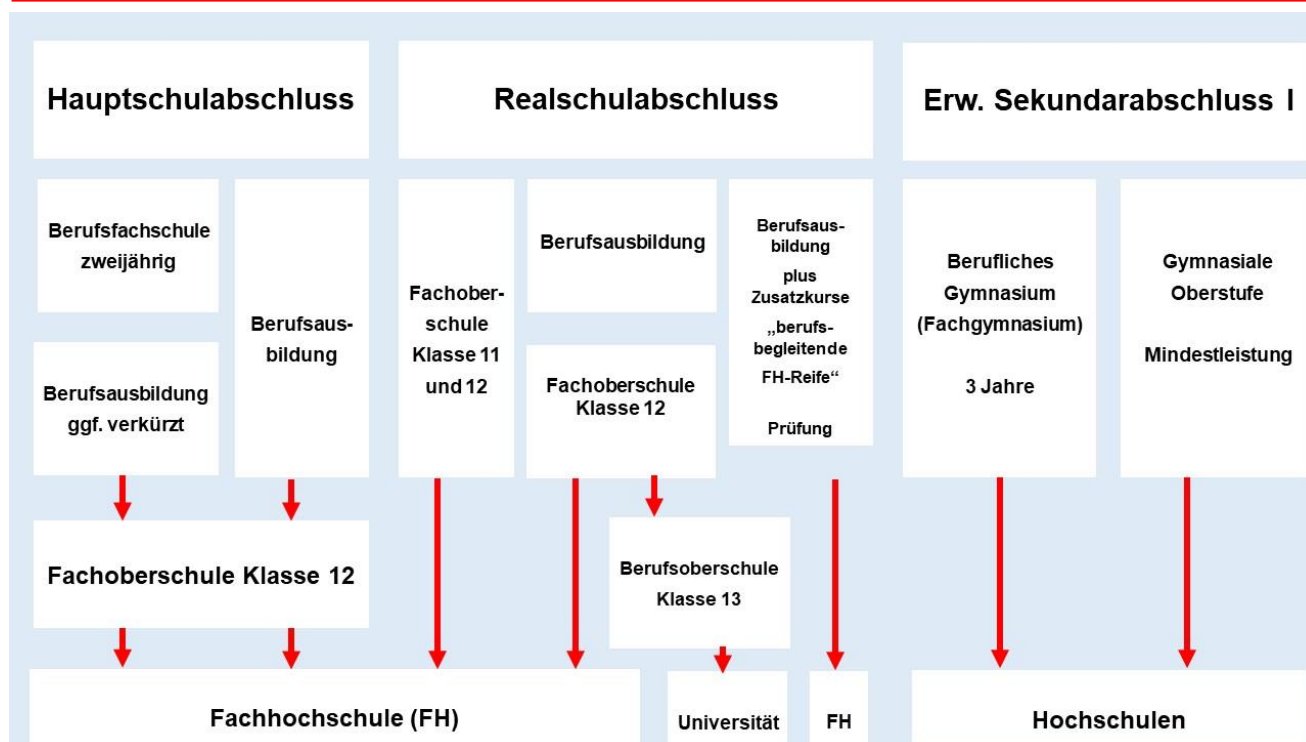 Hauptschulabschluss
Realschulabschluss
Erw. Sekundarabschluss I
Berufsfachschule
zweijährig
Berufsausbildung
ggf. verkürzt
Berufsaus-
bildung
Fachoberschule Klasse 12
Fachober-
schule
Klasse 11
und 12
Berufsausbildung
Fachoberschule
Klasse 12
Berufsaus-
bildung
plus
Zusatzkurse
„berufs-
begleitende
FH-Reife“
Prüfung
Berufsoberschule
Klasse 13
Berufliches
Gymnasium
(Fachgymnasium)
3 Jahre
Gymnasiale
Oberstufe
Mindestleistung
Fachhochschule (FH)
Universität
FH
Hochschulen